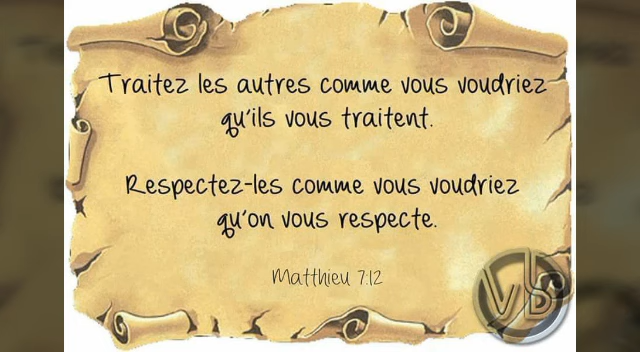 Traitez les autres comme vous voudriez
qu'ils vous traitent.
Respectez-les comme vous voudriez
qu'on vous respecte.
Matthieu 7:12
VB